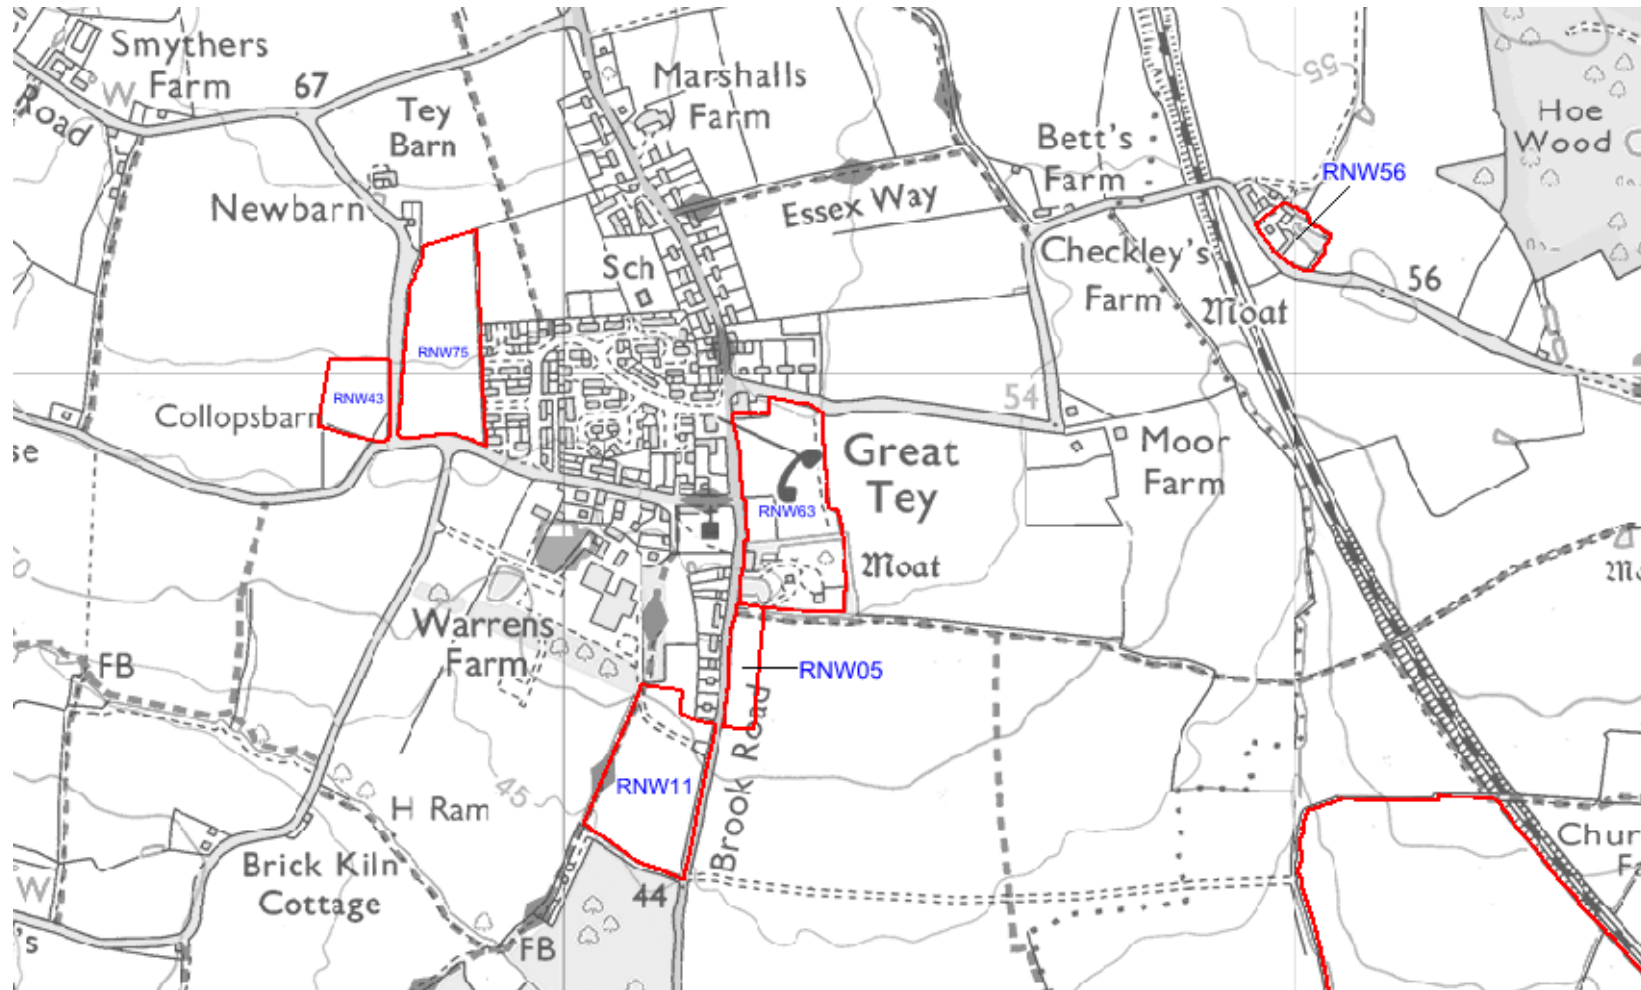 Smythers
Farm
67
Road
W
Tey
Barn
Marshalls
Farm
55
Hoe
Wood
Bett's
Farm
RNW56
Newbarn
Essex Way
Sch
Checkley's
Farm
Moat
56
RNW75
RNW43
Collopsbarn
54
Great
Tey
Moor
Farm
se
RNW63
Moat
Warrens
Farm
FB
RNW05
Brook Road
RNW11
45
H Ram
Brick Kiln
Cottage
W
's
44
FB
Chur